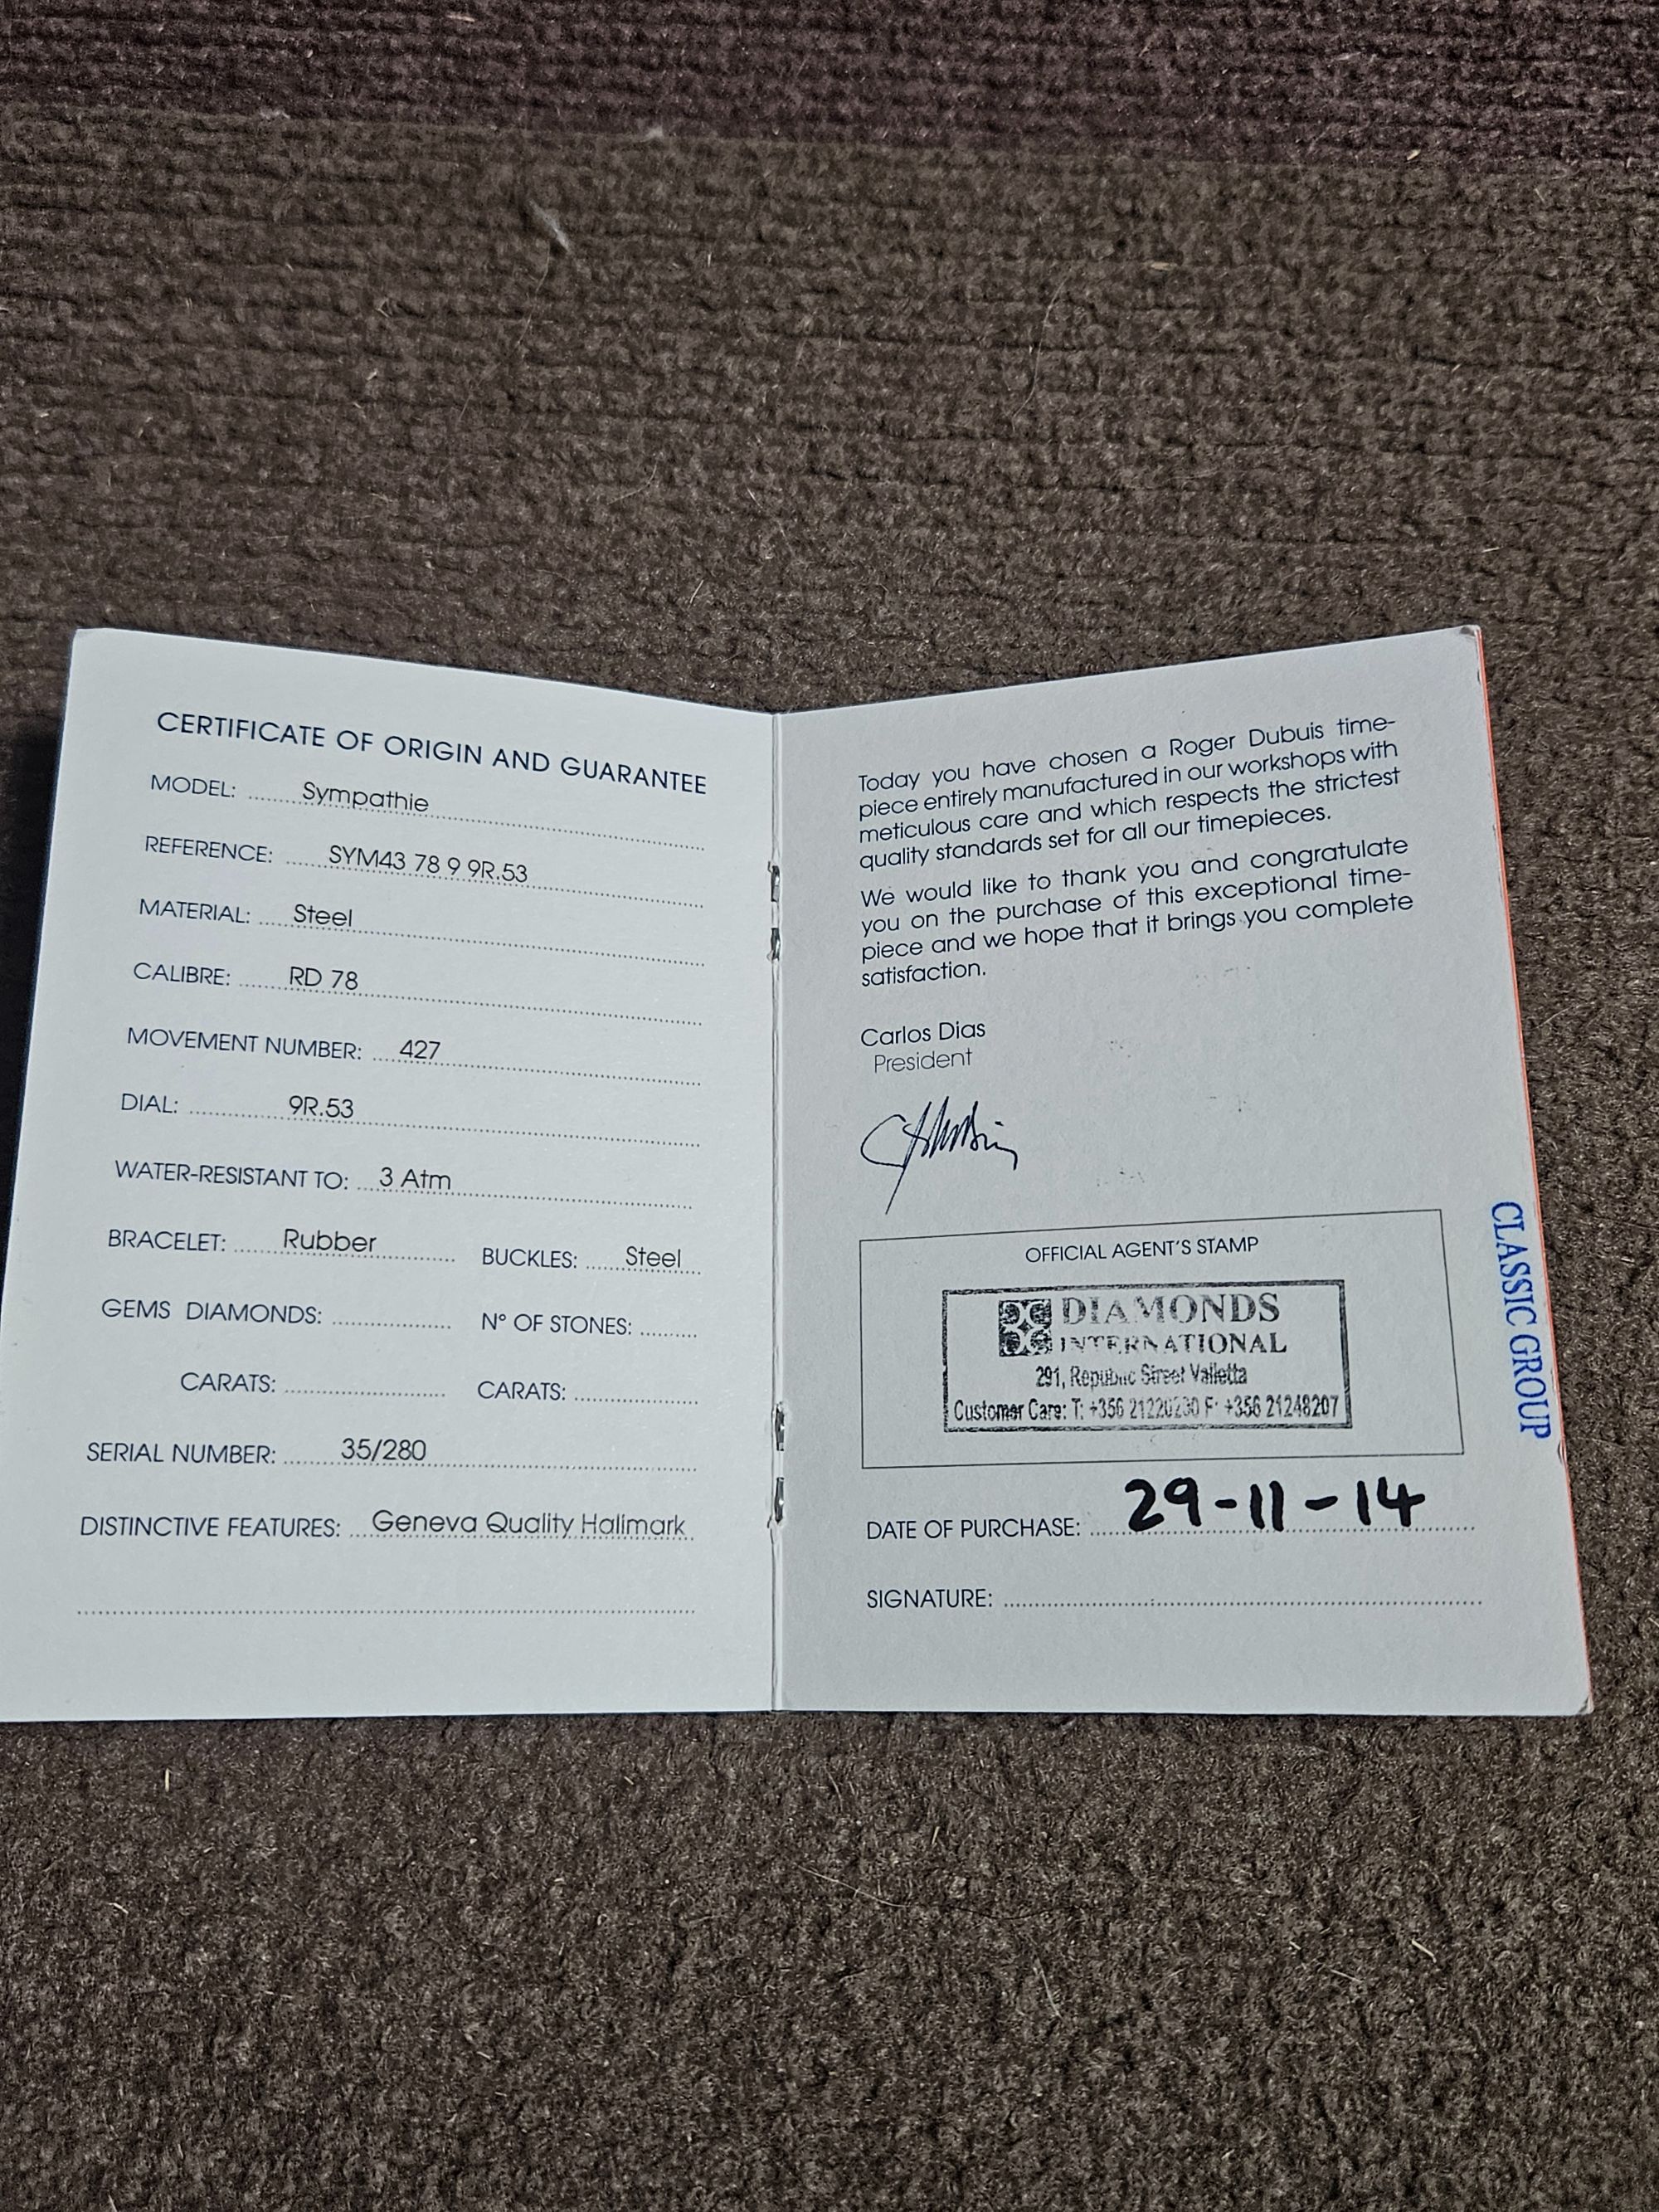 CERTIFICATE OF ORIGIN AND GUARANTEE
MODEL: Sympathie
REFERENCE: SYM43 78 9 9R.53
MATERIAL: Steel
CALIBRE: RD 78
MOVEMENT NUMBER: 427
DIAL: 9R.53
WATER-RESISTANT TO: 3 Atm
BRACELET: Rubber BUCKLES: Steel
GEMS DIAMONDS: N° OF STONES:
CARATS: CARATS:
SERIAL NUMBER: 35/280
DISTINCTIVE FEATURES: Geneva Quality Hallmark
Today you have chosen a Roger Dubuis time-
piece entirely manufactured in our workshops with
meticulous care and which respects the strictest
quality standards set for all our timepieces.
We would like to thank you and congratulate
you on the purchase of this exceptional time-
piece and we hope that it brings you complete
satisfaction.
Carlos Dias
President
OFFICIAL AGENT'S STAMP
DIAMONDS
INTERNATIONAL
291, Republic Street Valletta
Customer Care: T: +356 21220230 F: +356 21248207
DATE OF PURCHASE: 29-11-14
SIGNATURE:
CLASSIC GROUP